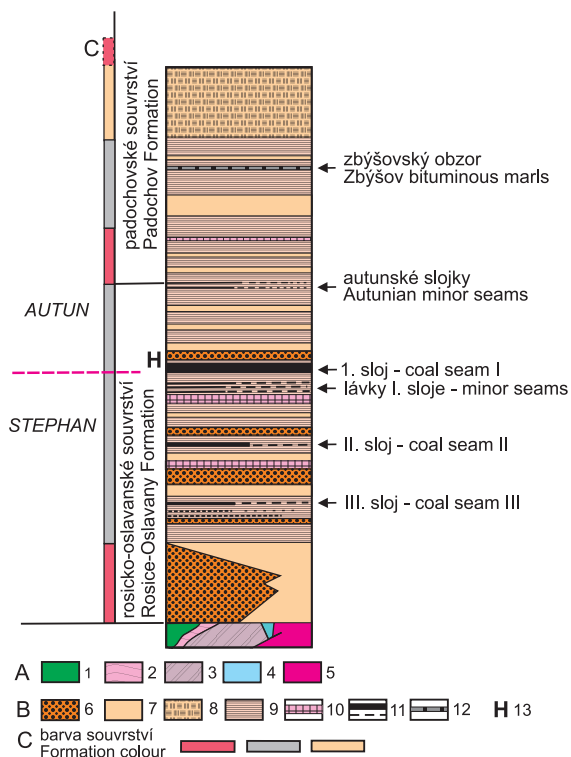 C
padochovské souvrství
Padochov Formation
zbýšovský obzor
Zbýšov bituminous marls
autunské slojky
Autunian minor seams
AUTUN
H
1. sloj - coal seam I
lávky I. sloje - minor seams
STEPHAN
rosicko-oslavanské souvrství
Rosice-Oslavany Formation
II. sloj - coal seam II
III. sloj - coal seam III
A 1 2 3 4 5
B 6 7 8 9 10 11 12 H 13
C barva souvrství
Formation colour